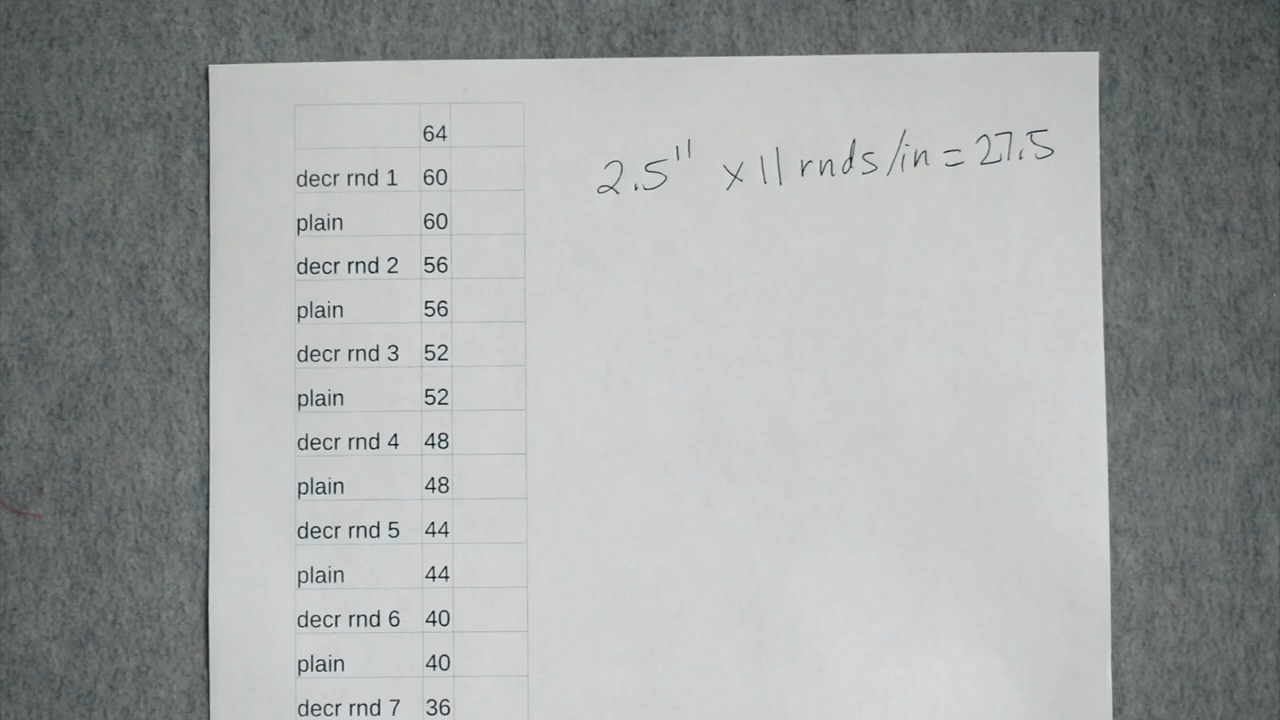 64
2.5" x 11 rnds/in = 27.5
decr rnd 1 60
plain 60
decr rnd 2 56
plain 56
decr rnd 3 52
plain 52
decr rnd 4 48
plain 48
decr rnd 5 44
plain 44
decr rnd 6 40
plain 40
decr rnd 7 36